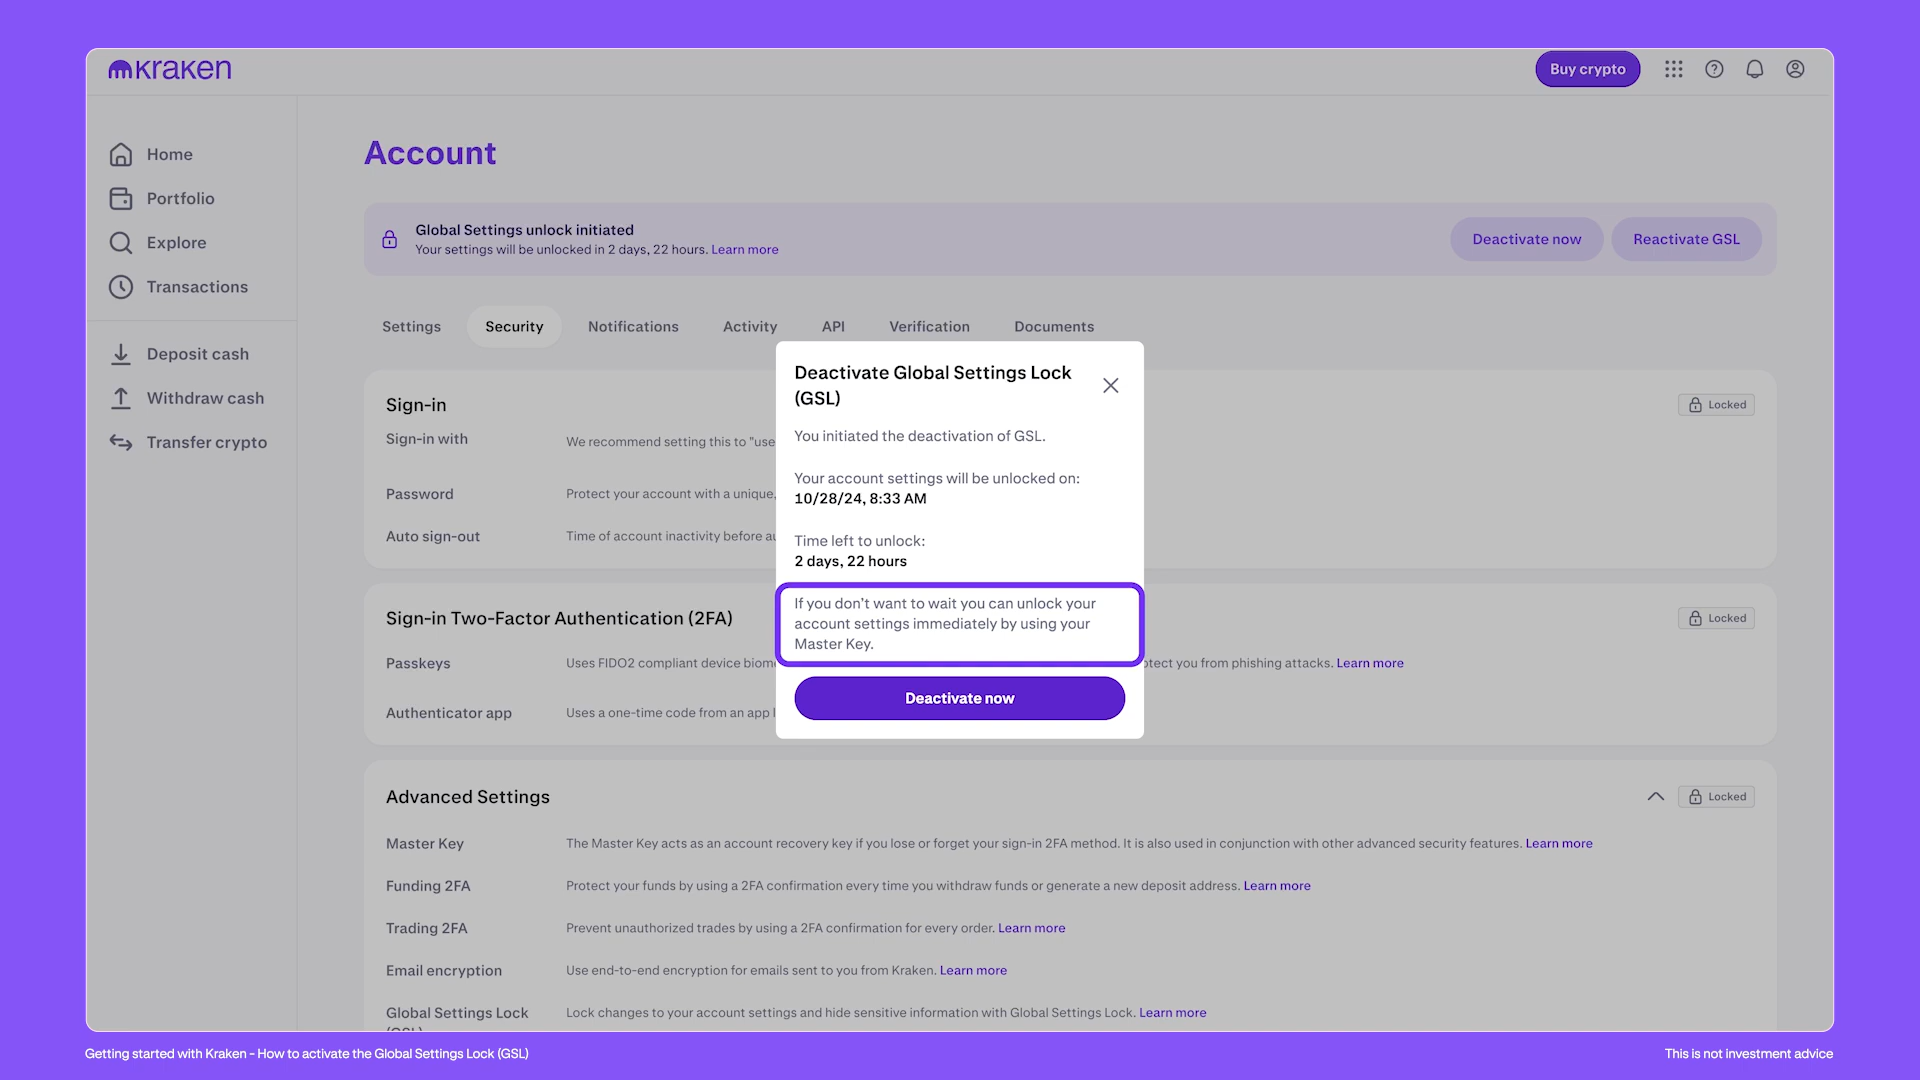 kraken
Buy crypto
Home
Portfolio
Explore
Transactions
Deposit cash
Withdraw cash
Transfer crypto
Account
Global Settings unlock initiated
Your settings will be unlocked in 2 days, 22 hours. Learn more
Deactivate now
Reactivate GSL
Settings
Security
Notifications
Activity
API
Verification
Documents
Sign-in
Locked
Sign-in with
We recommend setting this to "use
Password
Protect your account with a unique,
Auto sign-out
Time of account inactivity before
Sign-in Two-Factor Authentication (2FA)
Locked
Passkeys
Uses FIDO2 compliant device
you from phishing attacks. Learn more
Authenticator app
Uses a one-time code from an app
Deactivate Global Settings Lock
(GSL)
You initiated the deactivation of GSL.
Your account settings will be unlocked on:
10/28/24, 8:33 AM
Time left to unlock:
2 days, 22 hours
If you don't want to wait you can unlock your
account settings immediately by using your
Master Key.
Deactivate now
Advanced Settings
Locked
Master Key
The Master Key acts as an account recovery key if you lose or forget your sign-in 2FA method. It is also used in conjunction with other advanced security features. Learn more
Funding 2FA
Protect your funds by using a 2FA confirmation every time you withdraw funds or generate a new deposit address. Learn more
Trading 2FA
Prevent unauthorized trades by using a 2FA confirmation for every order. Learn more
Email encryption
Use end-to-end encryption for emails sent to you from Kraken. Learn more
Global Settings Lock
Lock changes to your account settings and hide sensitive information with Global Settings Lock. Learn more
Getting started with Kraken - How to activate the Global Settings Lock (GSL)
This is not investment advice